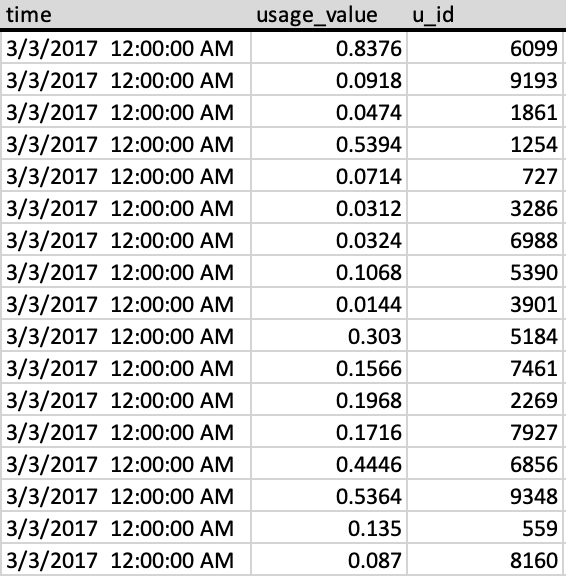 time usage_value u_id
3/3/2017 12:00:00 AM 0.8376 6099
3/3/2017 12:00:00 AM 0.0918 9193
3/3/2017 12:00:00 AM 0.0474 1861
3/3/2017 12:00:00 AM 0.5394 1254
3/3/2017 12:00:00 AM 0.0714 727
3/3/2017 12:00:00 AM 0.0312 3286
3/3/2017 12:00:00 AM 0.0324 6988
3/3/2017 12:00:00 AM 0.1068 5390
3/3/2017 12:00:00 AM 0.0144 3901
3/3/2017 12:00:00 AM 0.303 5184
3/3/2017 12:00:00 AM 0.1566 7461
3/3/2017 12:00:00 AM 0.1968 2269
3/3/2017 12:00:00 AM 0.1716 7927
3/3/2017 12:00:00 AM 0.4446 6856
3/3/2017 12:00:00 AM 0.5364 9348
3/3/2017 12:00:00 AM 0.135 559
3/3/2017 12:00:00 AM 0.087 8160